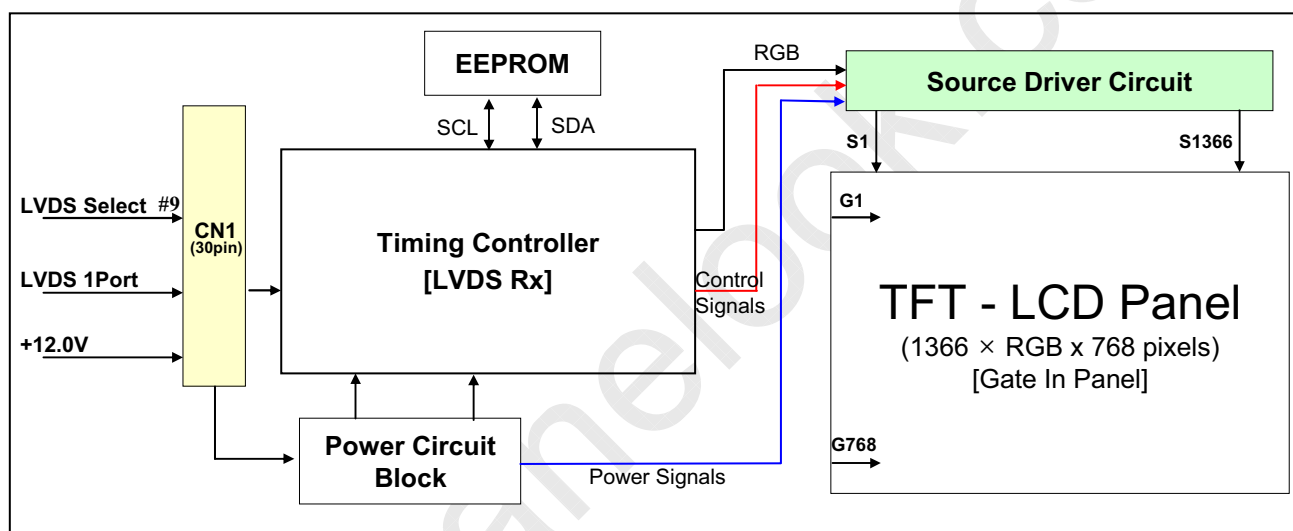 EEPROM
SCL
SDA
RGB
Source Driver Circuit
S1
S1366
LVDS Select #9
LVDS 1Port
+12.0V
CN1
(30pin)
Timing Controller
[LVDS Rx]
Control
Signals
G1
TFT - LCD Panel
(1366 × RGB x 768 pixels)
[Gate In Panel]
G768
Power Circuit
Block
Power Signals